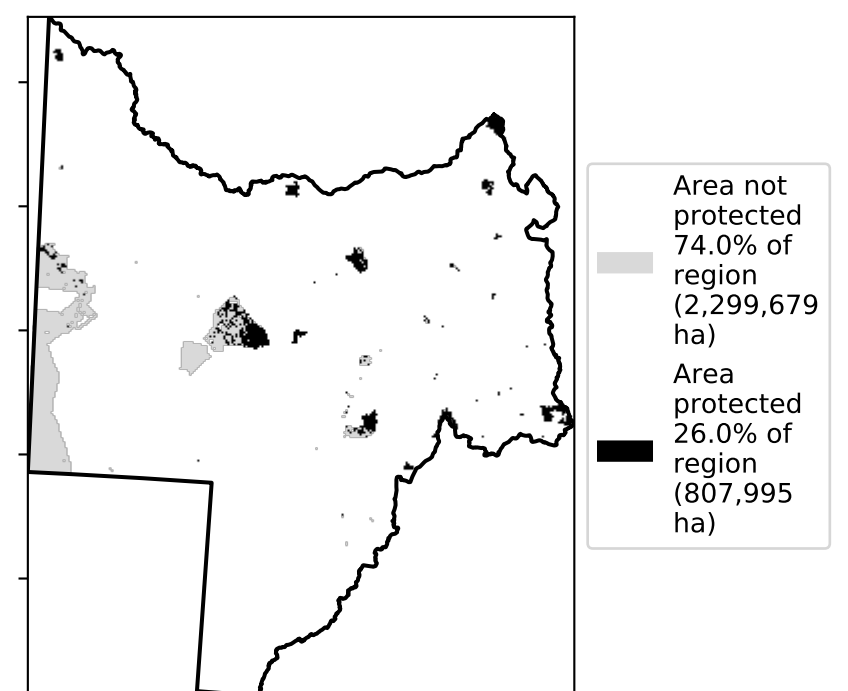 Area not
protected
74.0% of
region
(2,299,679
ha)
Area
protected
26.0% of
region
(807,995
ha)